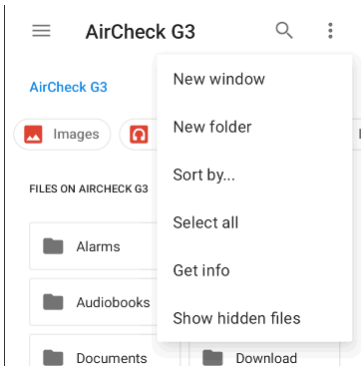 AirCheck G3
AirCheck G3
New window
Images
New folder
Sort by...
FILES ON AIRCHECK G3
Select all
Alarms
Get info
Audiobooks
Show hidden files
Documents
Download